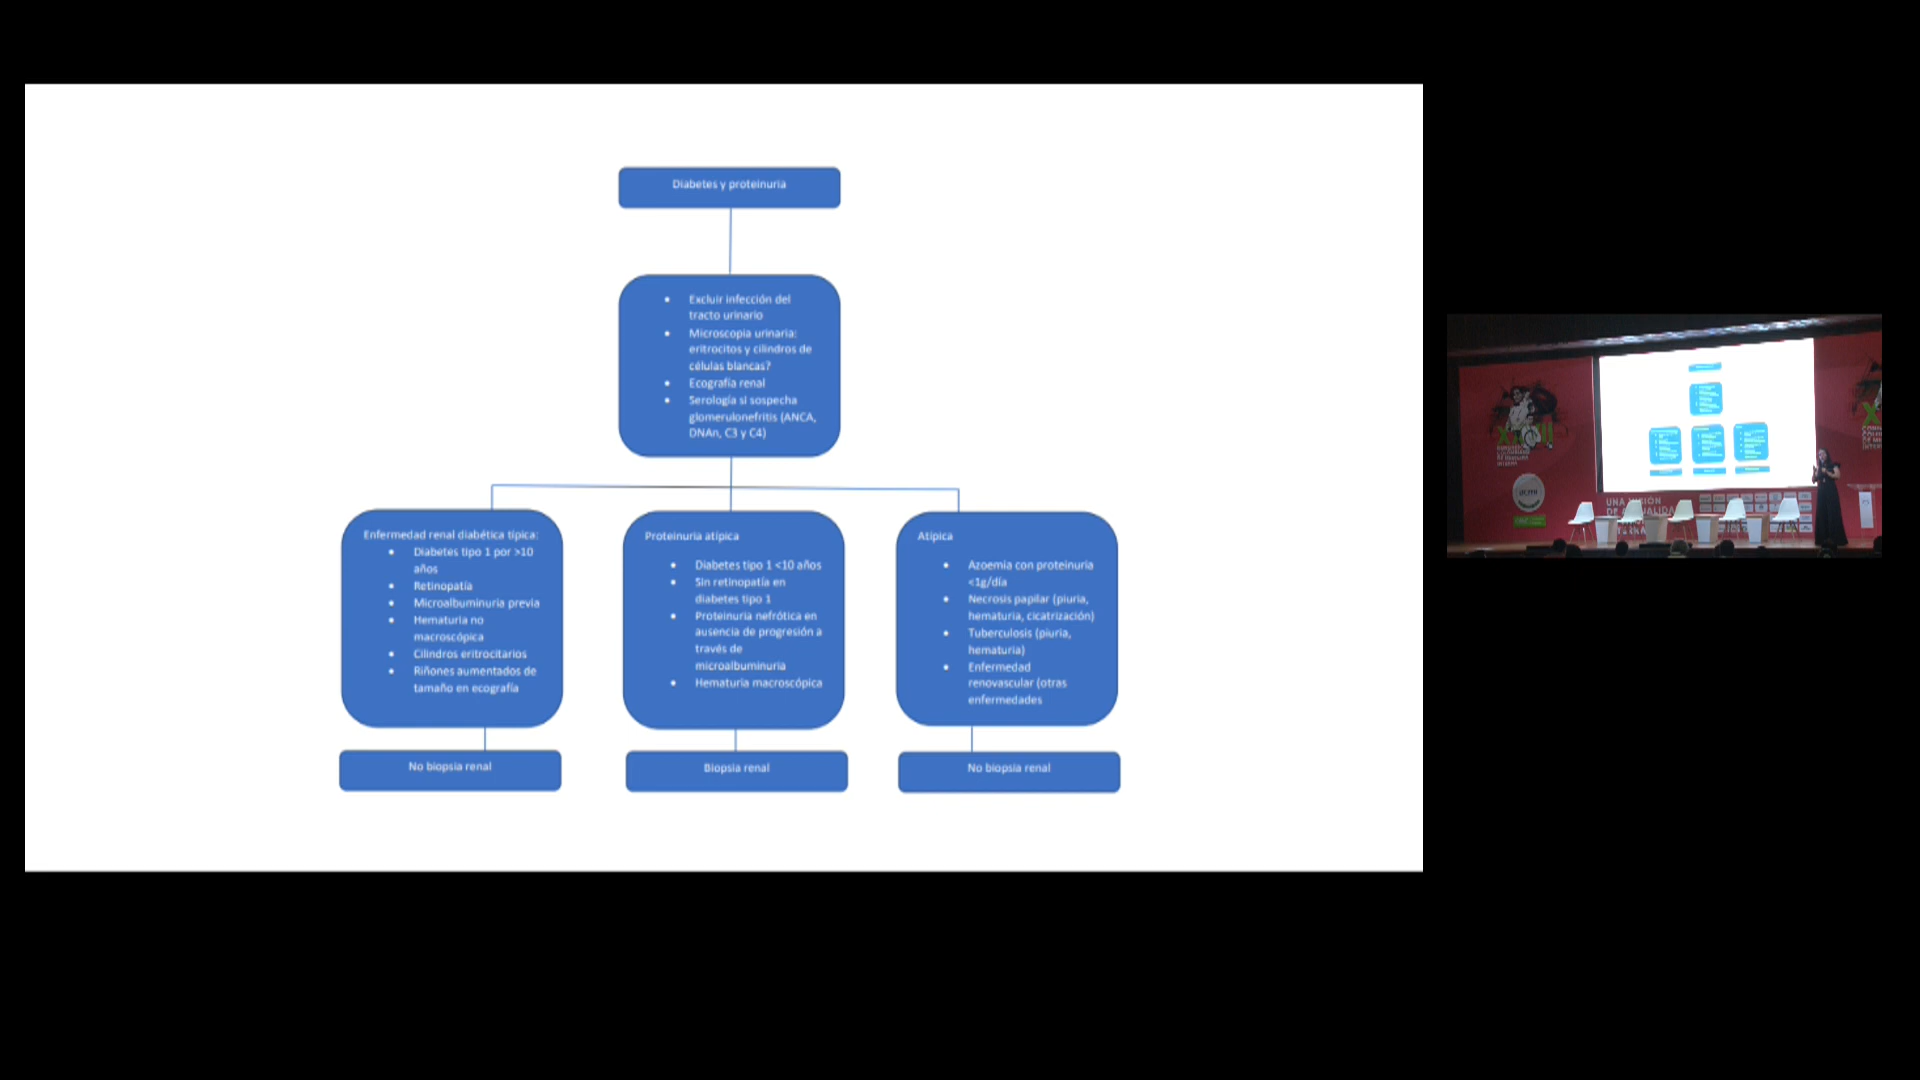 Diabetes y proteinuria
Excluir infección del
tracto urinario
Microscopia urinaria:
eritrocitos y cilindros de
células blancas?
Ecografía renal
Serología si sospecha
glomerulonefritis (ANCA,
DNAn, C3 y C4)
Enfermedad renal diabética típica:
Diabetes tipo 1 por >10
años
Retinopatía
Microalbuminuria previa
Hematuria no
macroscópica
Cilindros eritrocitarios
Riñones aumentados de
tamaño en ecografía
No biopsia renal
Proteinuria atípica
Diabetes tipo 1 <10 años
Sin retinopatía en
diabetes tipo 1
Proteinuria nefrótica en
ausencia de progresión a
través de
microalbuminuria
Hematuria macroscópica
Biopsia renal
Atípica
Azoemia con proteinuria
<1g/día
Necrosis papilar (piuria,
hematuria, cicatrización)
Tuberculosis (piuria,
hematuria)
Enfermedad
renovascular (otras
enfermedades
No biopsia renal
UNA VISIÓN